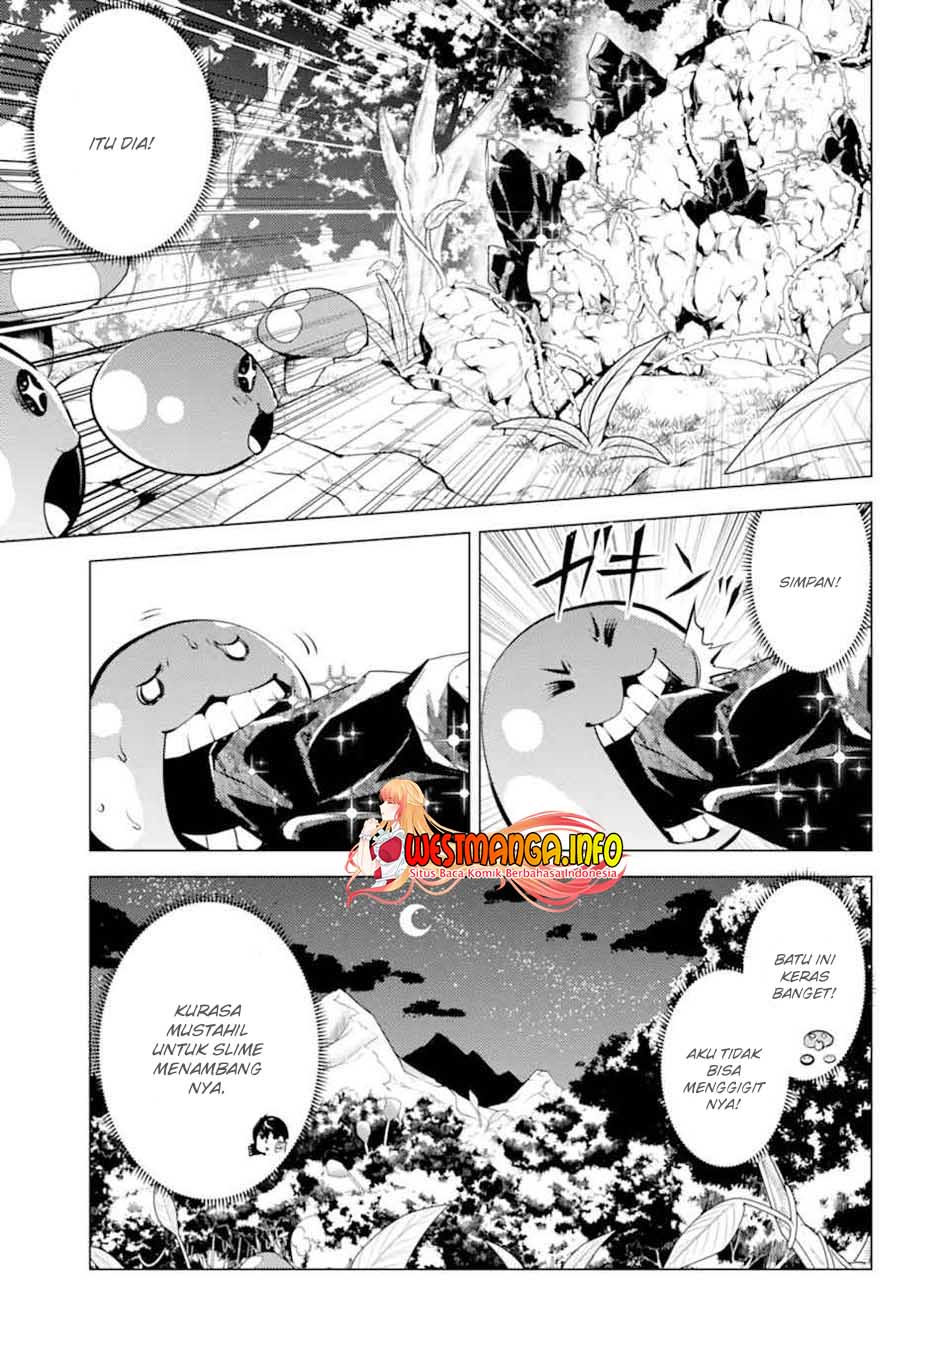 ITU DIA!
SIMPAN!
ガキン
WESTMANGA.INFO
Situs Baca Komik Berbahasa Indonesia
BATU INI
KERAS
BANGET!
AKU TIDAK
BISA
MENGGIGIT
NYA!
KURASA
MUSTAHIL
UNTUK SLIME
MENAMBANG
NYA.